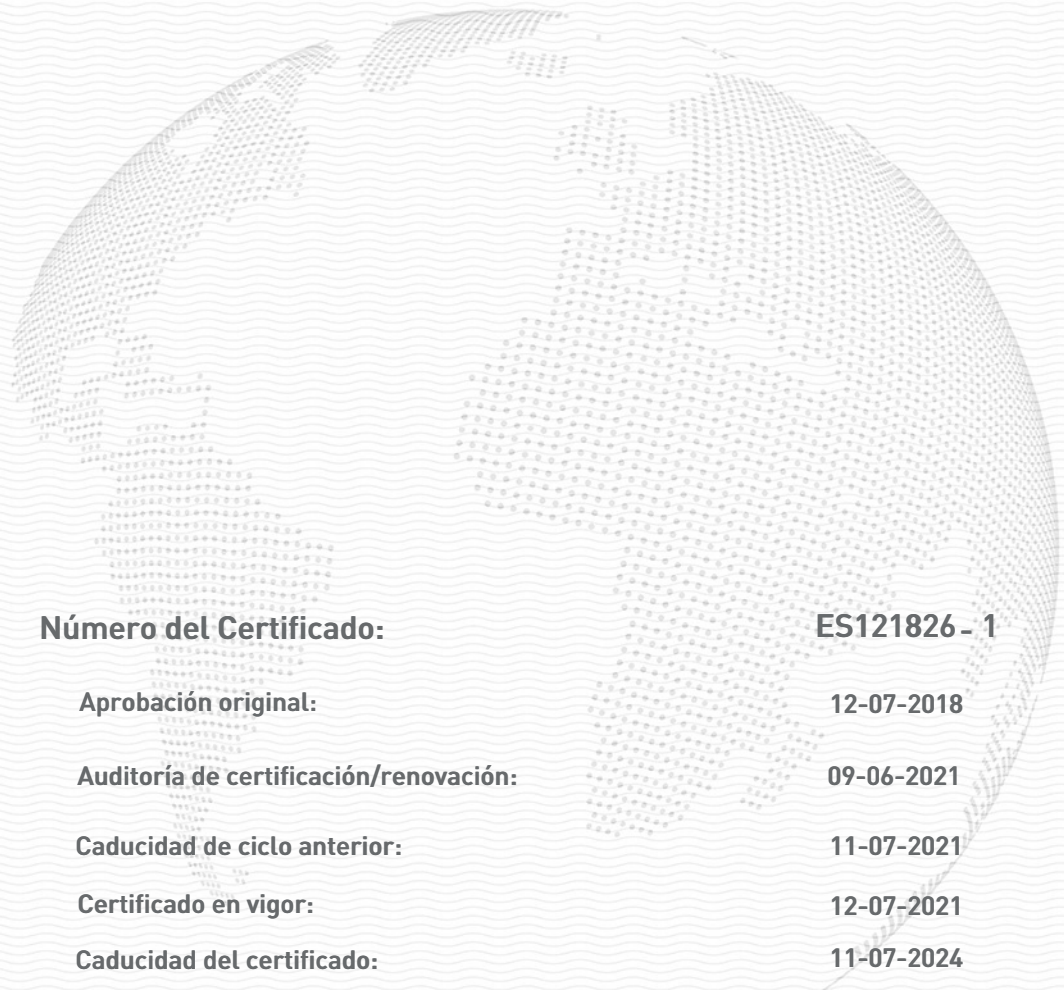 Número del Certificado: ES121826 - 1
Aprobación original: 12-07-2018
Auditoría de certificación/renovación: 09-06-2021
Caducidad de ciclo anterior: 11-07-2021
Certificado en vigor: 12-07-2021
Caducidad del certificado: 11-07-2024